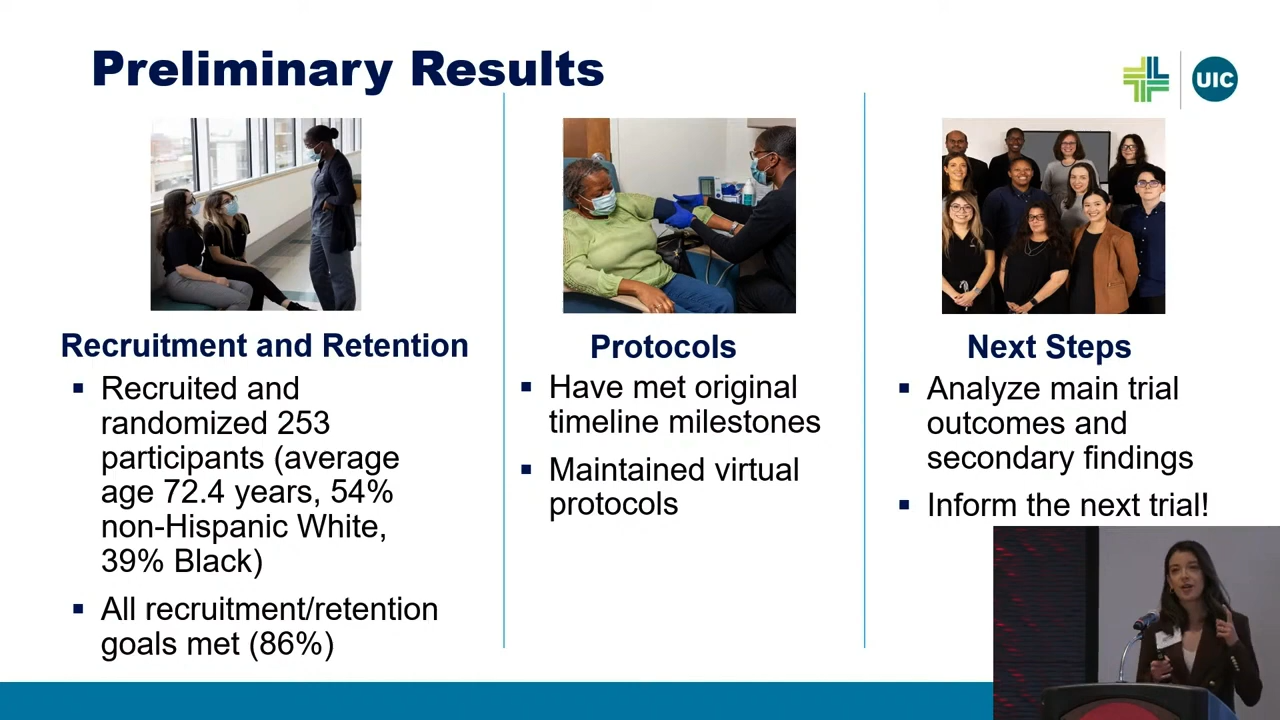 Preliminary Results
UIC
Recruitment and Retention
▪ Recruited and
randomized 253
participants (average
age 72.4 years, 54%
non-Hispanic White,
39% Black)
▪ All recruitment/retention
goals met (86%)
Protocols
▪ Have met original
timeline milestones
▪ Maintained virtual
protocols
Next Steps
▪ Analyze main trial
outcomes and
secondary findings
▪ Inform the next trial!